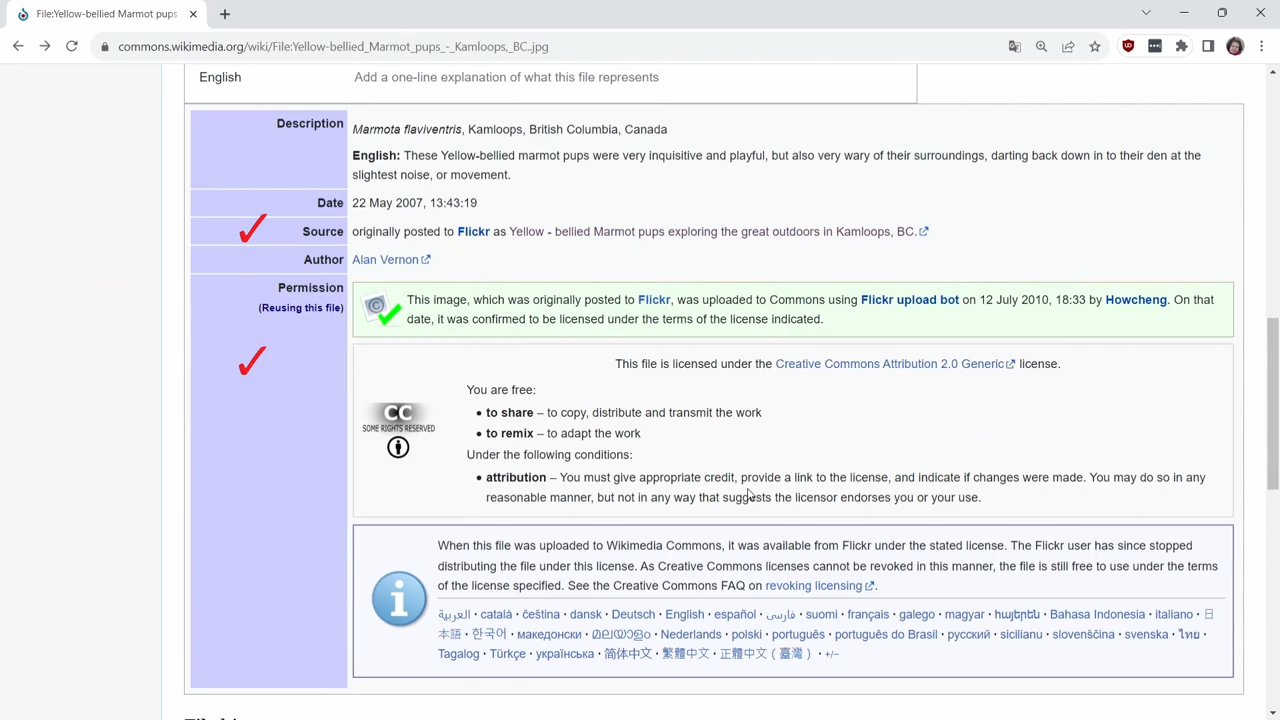 File:Yellow-bellied Marmot pups
commons.wikimedia.org/wiki/File:Yellow-bellied_Marmot_pups_-_Kamloops,_BC..jpg
English
Add a one-line explanation of what this file represents
Description
Marmota flaviventris, Kamloops, British Columbia, Canada
English: These Yellow-bellied marmot pups were very inquisitive and playful, but also very wary of their surroundings, darting back down in to their den at the
slightest noise, or movement.
Date
22 May 2007, 13:43:19
Source
originally posted to Flickr as Yellow - bellied Marmot pups exploring the great outdoors in Kamloops, BC.
Author
Alan Vernon
Permission
(Reusing this file)
This image, which was originally posted to Flickr, was uploaded to Commons using Flickr upload bot on 12 July 2010, 18:33 by Howcheng. On that
date, it was confirmed to be licensed under the terms of the license indicated.
This file is licensed under the Creative Commons Attribution 2.0 Generic license.
CC
SOME RIGHTS RESERVED
You are free:
• to share – to copy, distribute and transmit the work
• to remix – to adapt the work
Under the following conditions:
• attribution – You must give appropriate credit, provide a link to the license, and indicate if changes were made. You may do so in any
reasonable manner, but not in any way that suggests the licensor endorses you or your use.
When this file was uploaded to Wikimedia Commons, it was available from Flickr under the stated license. The Flickr user has since stopped
distributing the file under this license. As Creative Commons licenses cannot be revoked in this manner, the file is still free to use under the terms
of the license specified. See the Creative Commons FAQ on revoking licensing.
العربية · català · čeština · dansk · Deutsch · English · español · فارسی · suomi · français · galego · magyar · հայերեն · Bahasa Indonesia · italiano · 日
本語 · 한국어 · македонски · മലയാളം · Nederlands · polski · português · português do Brasil · русский · sicilianu · slovenščina · svenska · ไทย ·
Tagalog · Türkçe · українська · 简体中文 · 繁體中文 · 正體中文（臺灣） · +/−